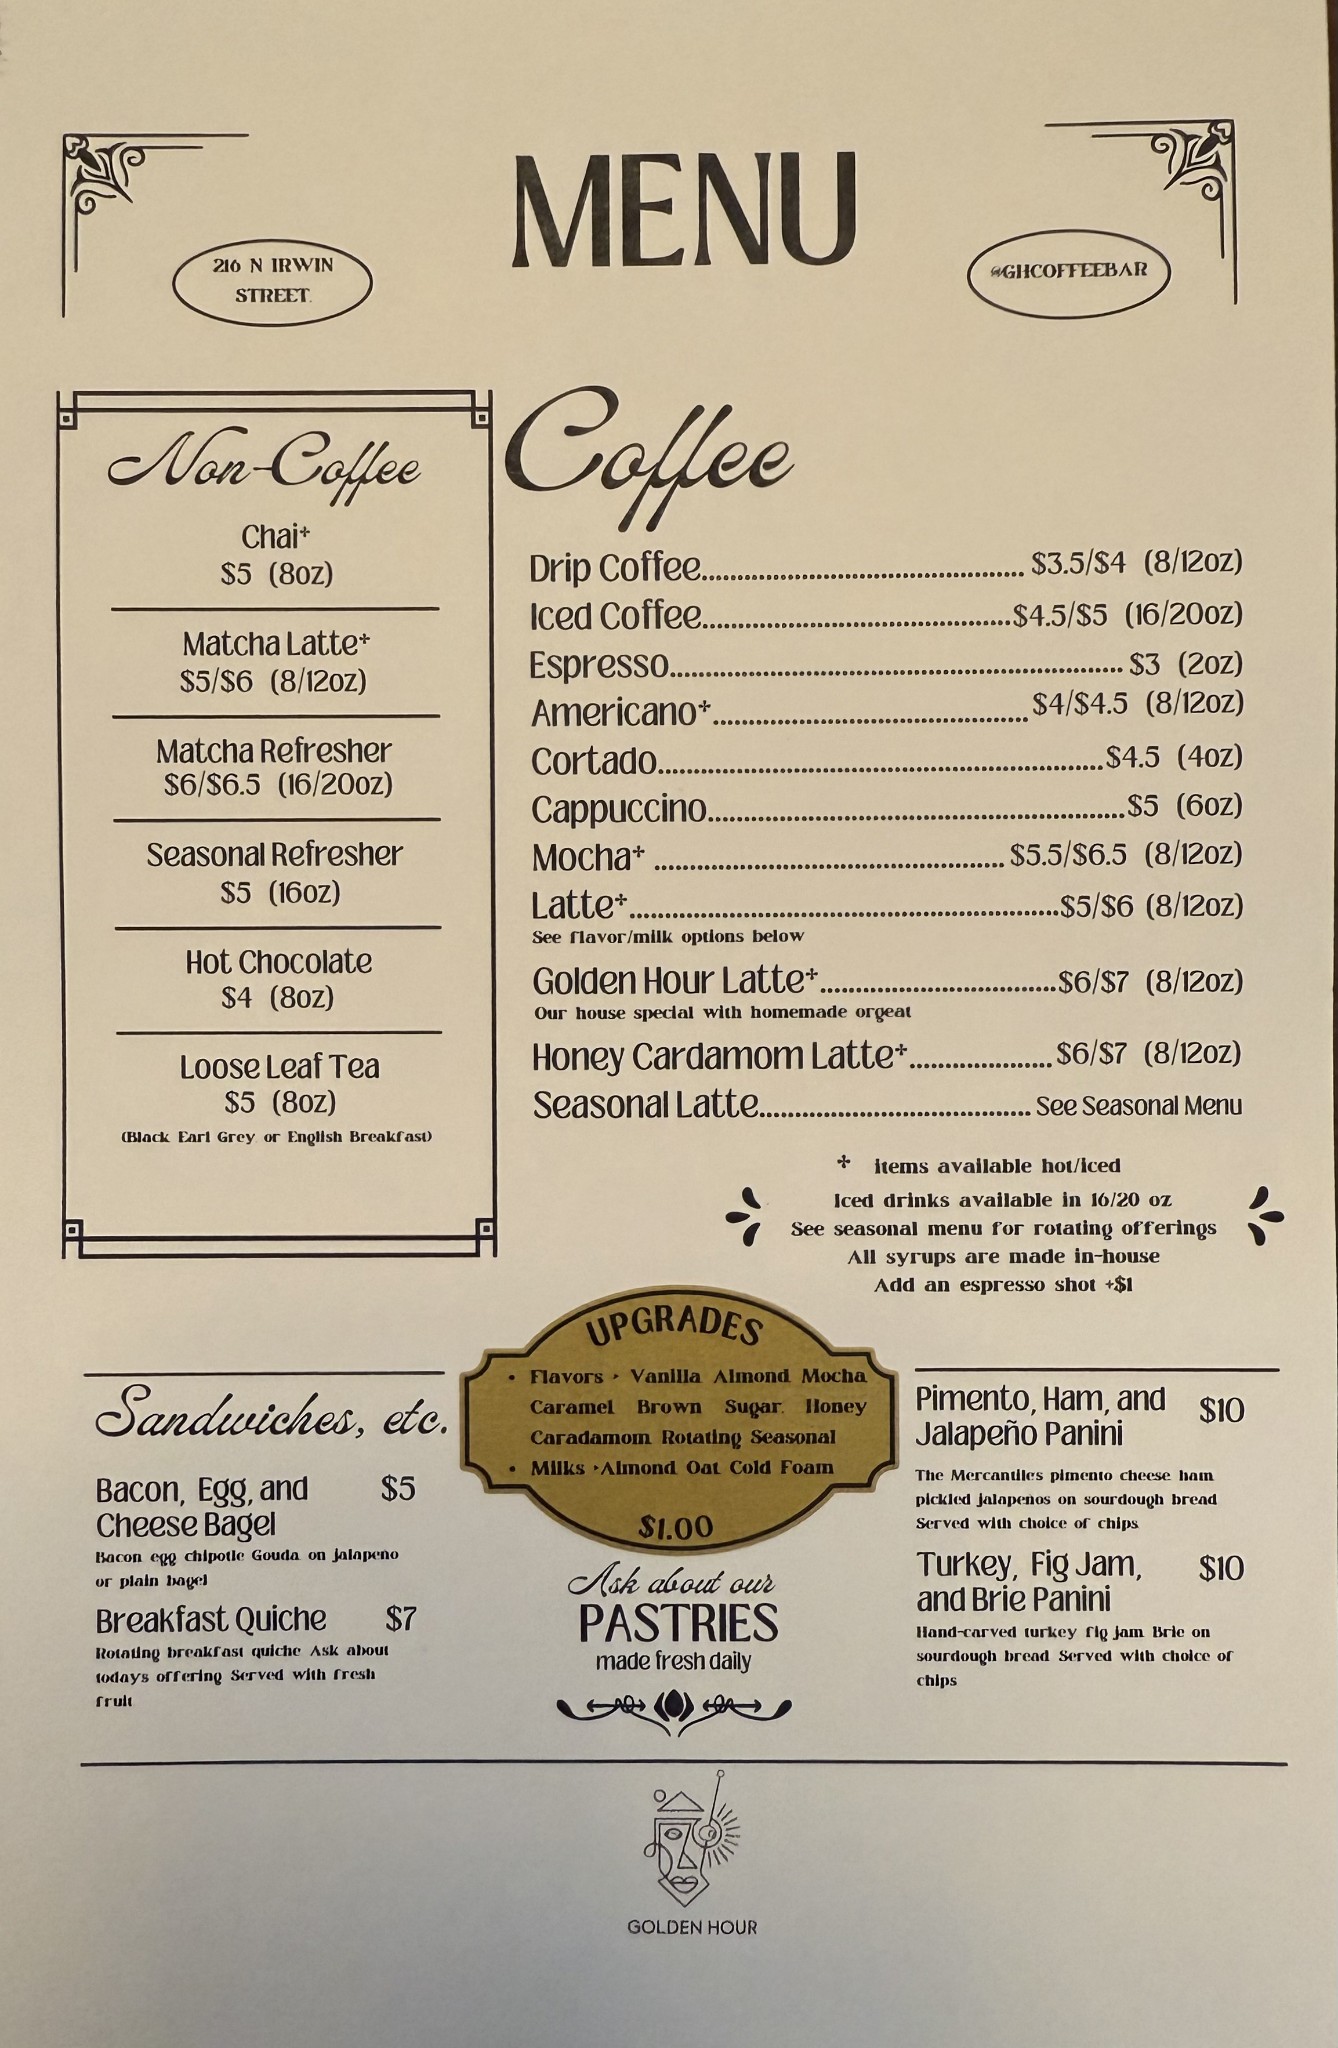 MENU
216 N IRWIN
STREET.
@GHCOFFEEBAR
Non-Coffee
Chai+
$5 (8oz)
Matcha Latte+
$5/$6 (8/12oz)
Matcha Refresher
$6/$6.5 (16/20oz)
Seasonal Refresher
$5 (16oz)
Hot Chocolate
$4 (8oz)
Loose Leaf Tea
$5 (8oz)
(Black Earl Grey or English Breakfast)
Coffee
Drip Coffee $3.5/$4 (8/12oz)
Iced Coffee $4.5/$5 (16/20oz)
Espresso $3 (2oz)
Americano+ $4/$4.5 (8/12oz)
Cortado $4.5 (4oz)
Cappuccino $5 (6oz)
Mocha+ $5.5/$6.5 (8/12oz)
Latte+ $5/$6 (8/12oz)
See flavor/milk options below
Golden Hour Latte+ $6/$7 (8/12oz)
Our house special with homemade orgeat
Honey Cardamom Latte+ $6/$7 (8/12oz)
Seasonal Latte See Seasonal Menu
+ items available hot/iced
Iced drinks available in 16/20 oz
See seasonal menu for rotating offerings
All syrups are made in-house
Add an espresso shot +$1
UPGRADES
• Flavors - Vanilla Almond Mocha
Caramel Brown Sugar. Honey
Caradamom Rotating Seasonal
• Milks -Almond Oat Cold Foam
$1.00
Sandwiches, etc.
Bacon, Egg, and $5
Cheese Bagel
Bacon egg chipotle Gouda on jalapeno
or plain bagel
Breakfast Quiche $7
Rotating breakfast quiche Ask about
todays offering Served with fresh
fruit
Ask about our
PASTRIES
made fresh daily
Pimento, Ham, and $10
Jalapeño Panini
The Mercantile's pimento cheese ham
pickled jalapenos on sourdough bread
Served with choice of chips
Turkey, Fig Jam, $10
and Brie Panini
Hand-carved turkey fig jam Brie on
sourdough bread Served with choice of
chips
GOLDEN HOUR